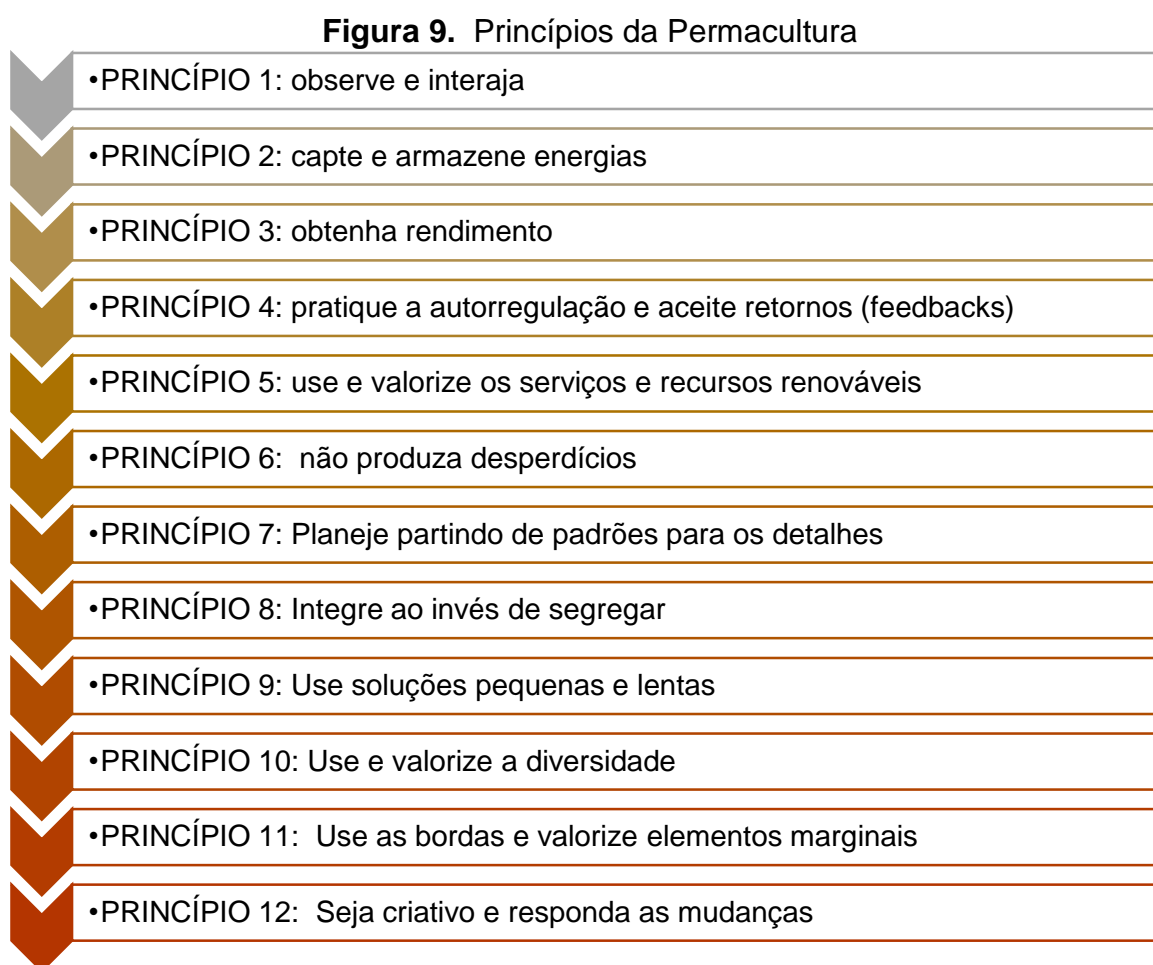 Figura 9. Princípios da Permacultura
•PRINCÍPIO 1: observe e interaja
•PRINCÍPIO 2: capte e armazene energias
•PRINCÍPIO 3: obtenha rendimento
•PRINCÍPIO 4: pratique a autorregulação e aceite retornos (feedbacks)
•PRINCÍPIO 5: use e valorize os serviços e recursos renováveis
•PRINCÍPIO 6: não produza desperdícios
•PRINCÍPIO 7: Planeje partindo de padrões para os detalhes
•PRINCÍPIO 8: Integre ao invés de segregar
•PRINCÍPIO 9: Use soluções pequenas e lentas
•PRINCÍPIO 10: Use e valorize a diversidade
•PRINCÍPIO 11: Use as bordas e valorize elementos marginais
•PRINCÍPIO 12: Seja criativo e responda as mudanças